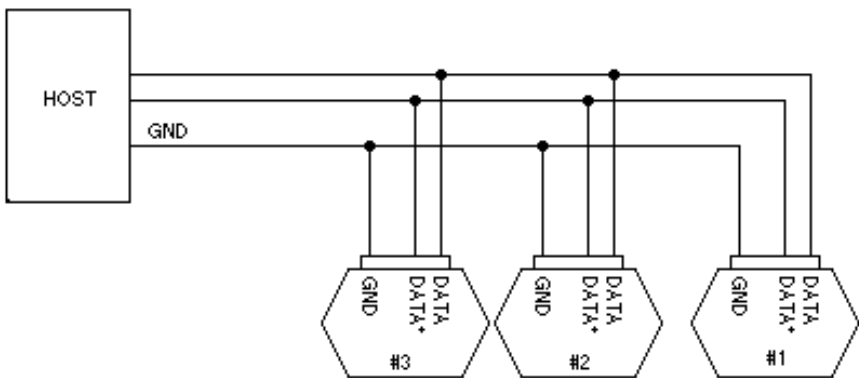 HOST
GND
GND
DATA+
DATA
#3
GND
DATA+
DATA
#2
GND
DATA+
DATA
#1